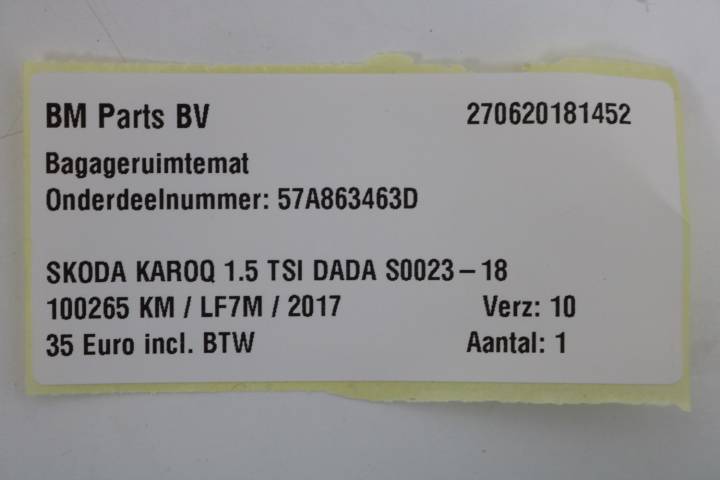 BM Parts BV 270620181452
Bagageruimtemat
Onderdeelnummer: 57A863463D
SKODA KAROQ 1.5 TSI DADA S0023-18
100265 KM / LF7M / 2017 Verz: 10
35 Euro incl. BTW Aantal: 1